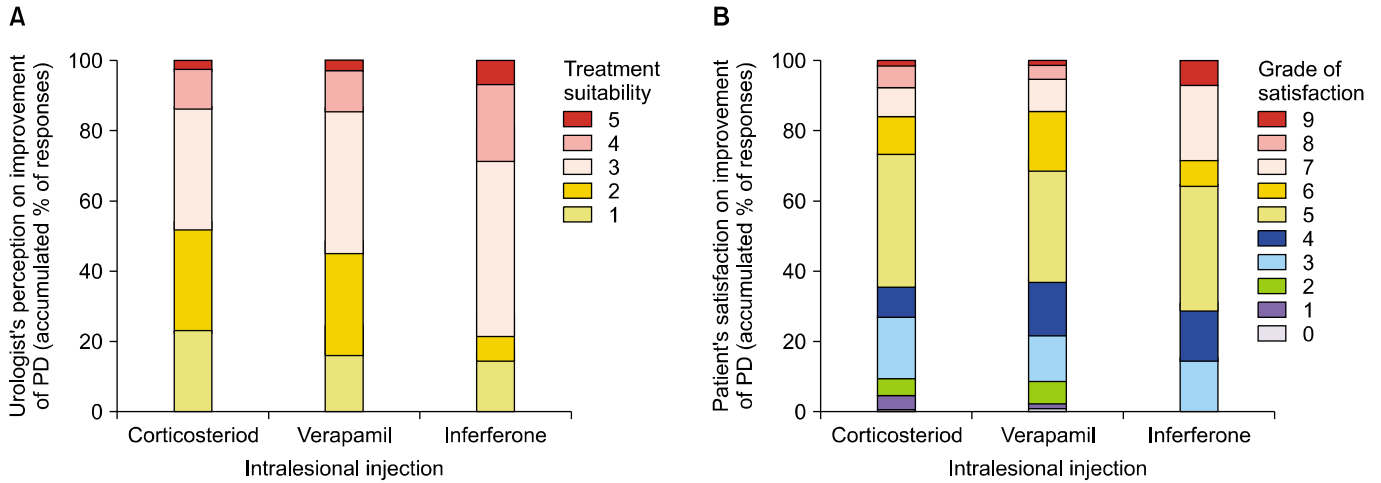 A
Urologist's perception on improvement
of PD (accumulated % of responses)
100
80
60
40
20
0
Corticosteriod
Verapamil
Inferferone
Intralesional injection
Treatment
suitability
5
4
3
2
1
B
Patient's satisfaction on improvement
of PD (accumulated % of responses)
100
80
60
40
20
0
Corticosteriod
Verapamil
Inferferone
Intralesional injection
Grade of
satisfaction
9
8
7
6
5
4
3
2
1
0